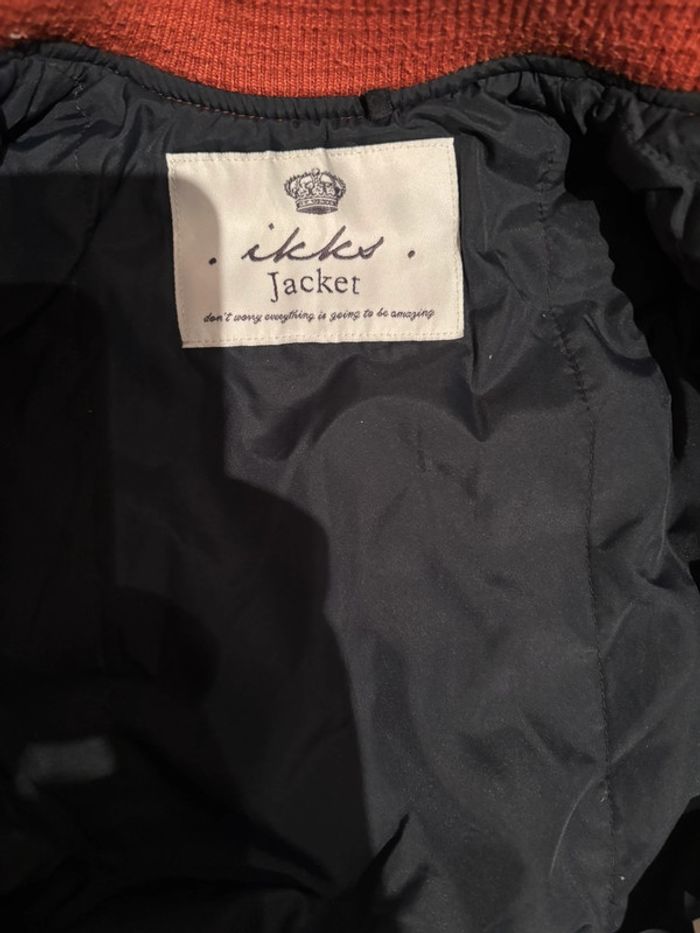 . ikks .
Jacket
don't worry everything is going to be amazing